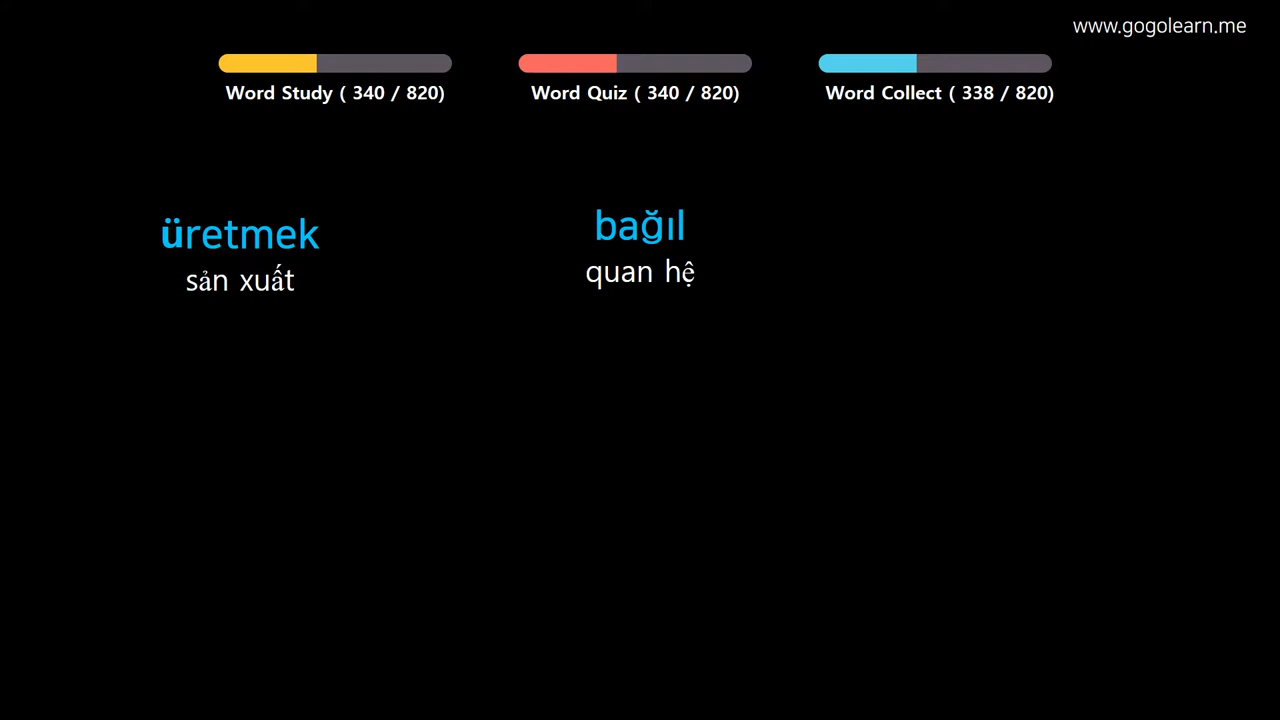 www.gogolearn.me
Word Study ( 340 / 820)
Word Quiz ( 340 / 820)
Word Collect ( 338 / 820)
üretmek
sản xuất
bağıl
quan hệ